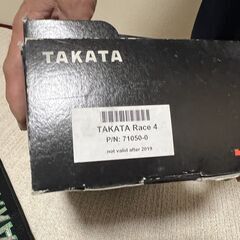 TAKATA
TAKATA Race 4
P/N: 71050-0
not valid after 2019